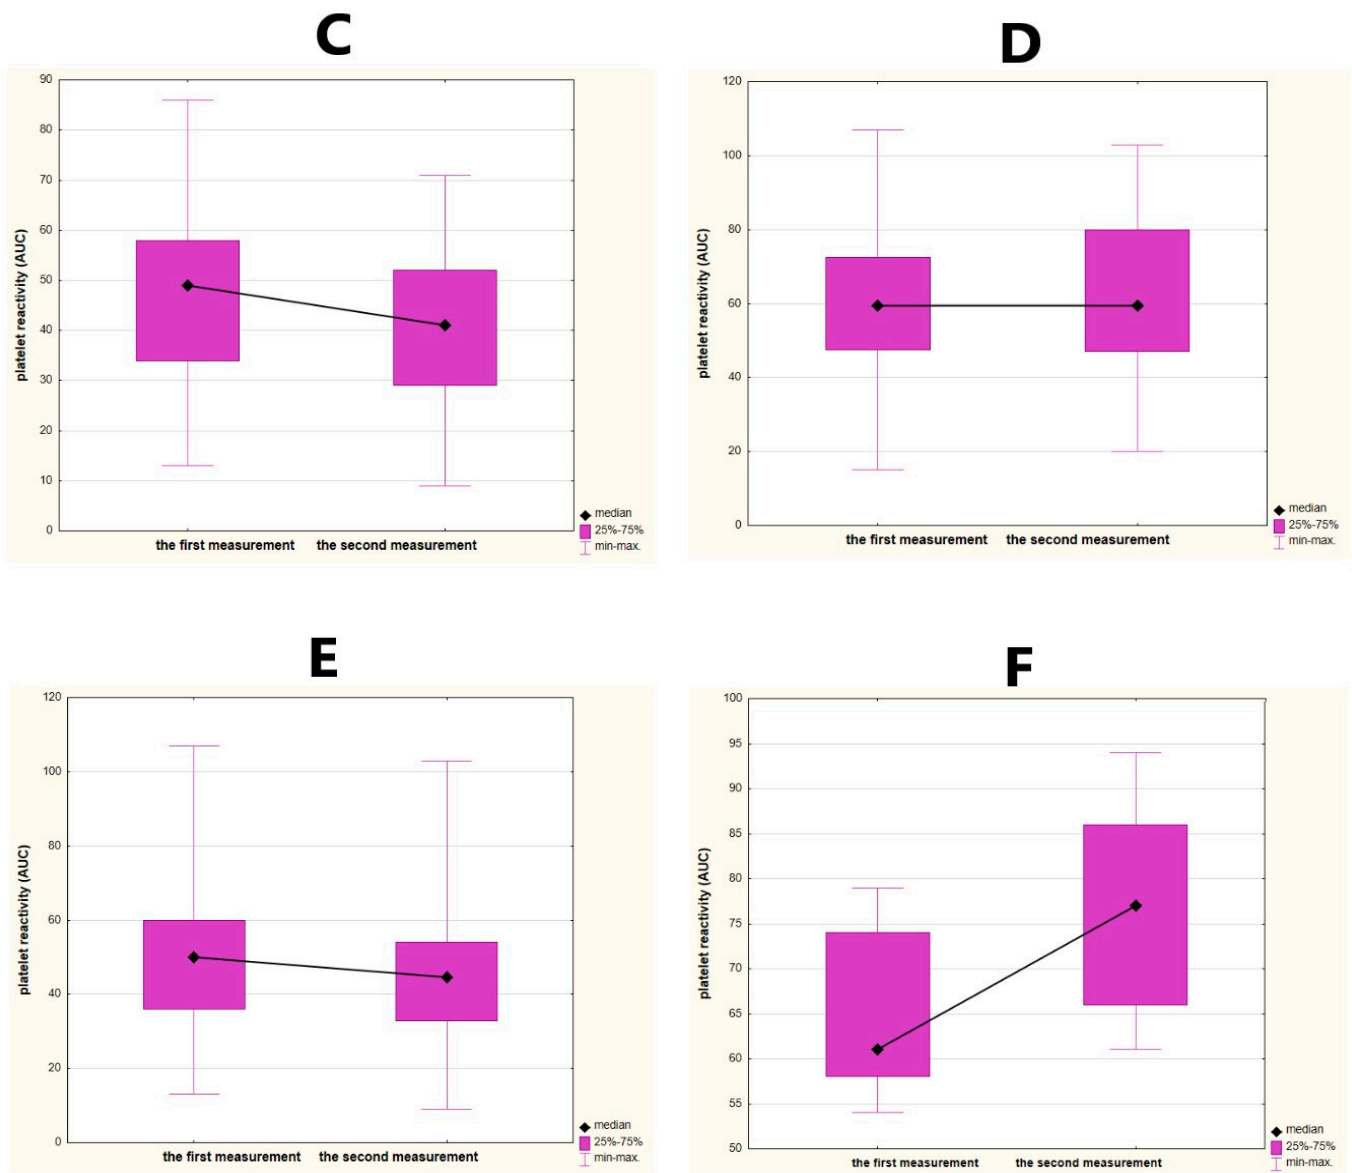 C
90
80
70
60
50
40
30
20
10
0
platelet reactivity (AUC)
the first measurement the second measurement
median
25%-75%
min-max.
D
120
100
80
60
40
20
0
platelet reactivity (AUC)
the first measurement the second measurement
median
25%-75%
min-max.
E
120
100
80
60
40
20
0
platelet reactivity (AUC)
the first measurement the second measurement
median
25%-75%
min-max.
F
100
95
90
85
80
75
70
65
60
55
50
platelet reactivity (AUC)
the first measurement the second measurement
median
25%-75%
min-max.